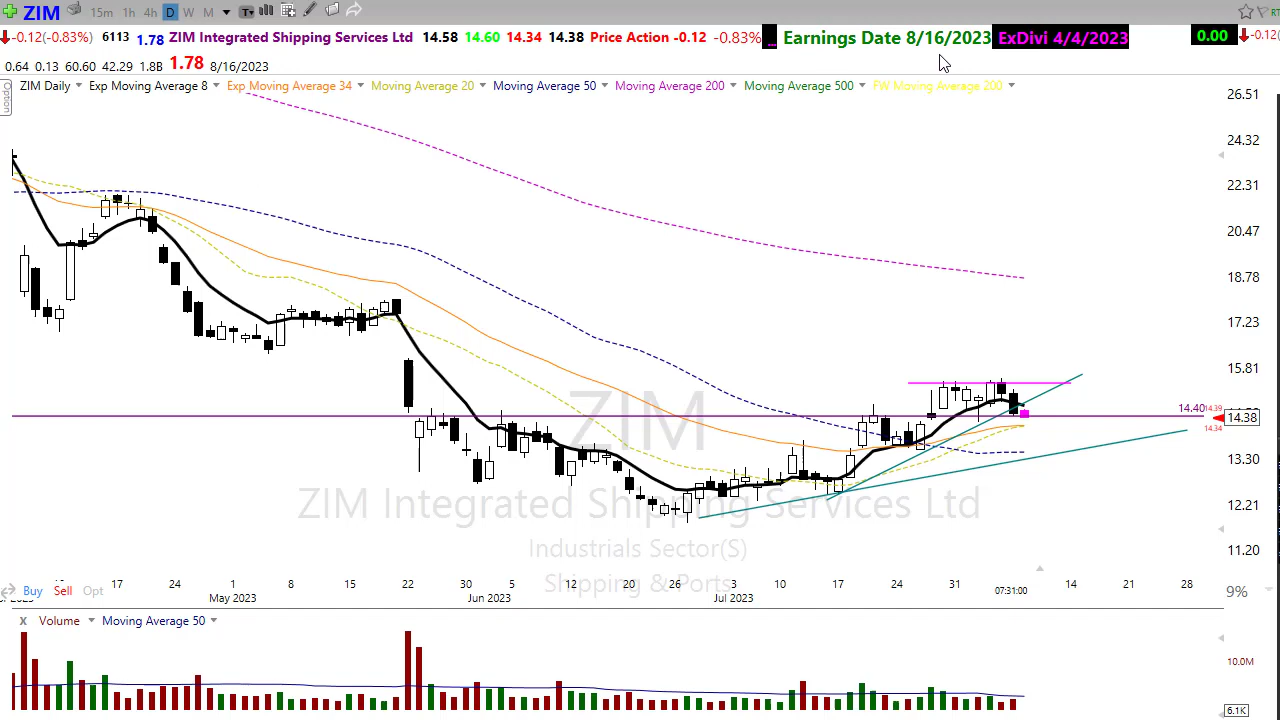 ZIM 15m 1h 4h D W M T RT
-0.12(-0.83%) 6113 1.78 ZIM Integrated Shipping Services Ltd 14.58 14.60 14.34 14.38 Price Action -0.12 -0.83% ... Earnings Date 8/16/2023 ExDivi 4/4/2023 0.00 -0.12(
0.64 0.13 60.60 42.29 1.8B 1.78 8/16/2023
Option
ZIM Daily Exp Moving Average 8 Exp Moving Average 34 Moving Average 20 Moving Average 50 Moving Average 200 Moving Average 500 FW Moving Average 200
26.51
24.32
22.31
20.47
18.78
17.23
15.81
14.40 14.39
14.38
14.34
13.30
12.21
11.20
ZIM
ZIM Integrated Shipping Services Ltd
Industrials Sector(S)
Shipping & Ports
17 24 1 8 15 22 30 5 12 20 26 3 10 17 24 31 07:31:00 14 21 28
Buy Sell Opt 9%
May 2023 Jun 2023 Jul 2023
X Volume Moving Average 50
10.0M
6.1K